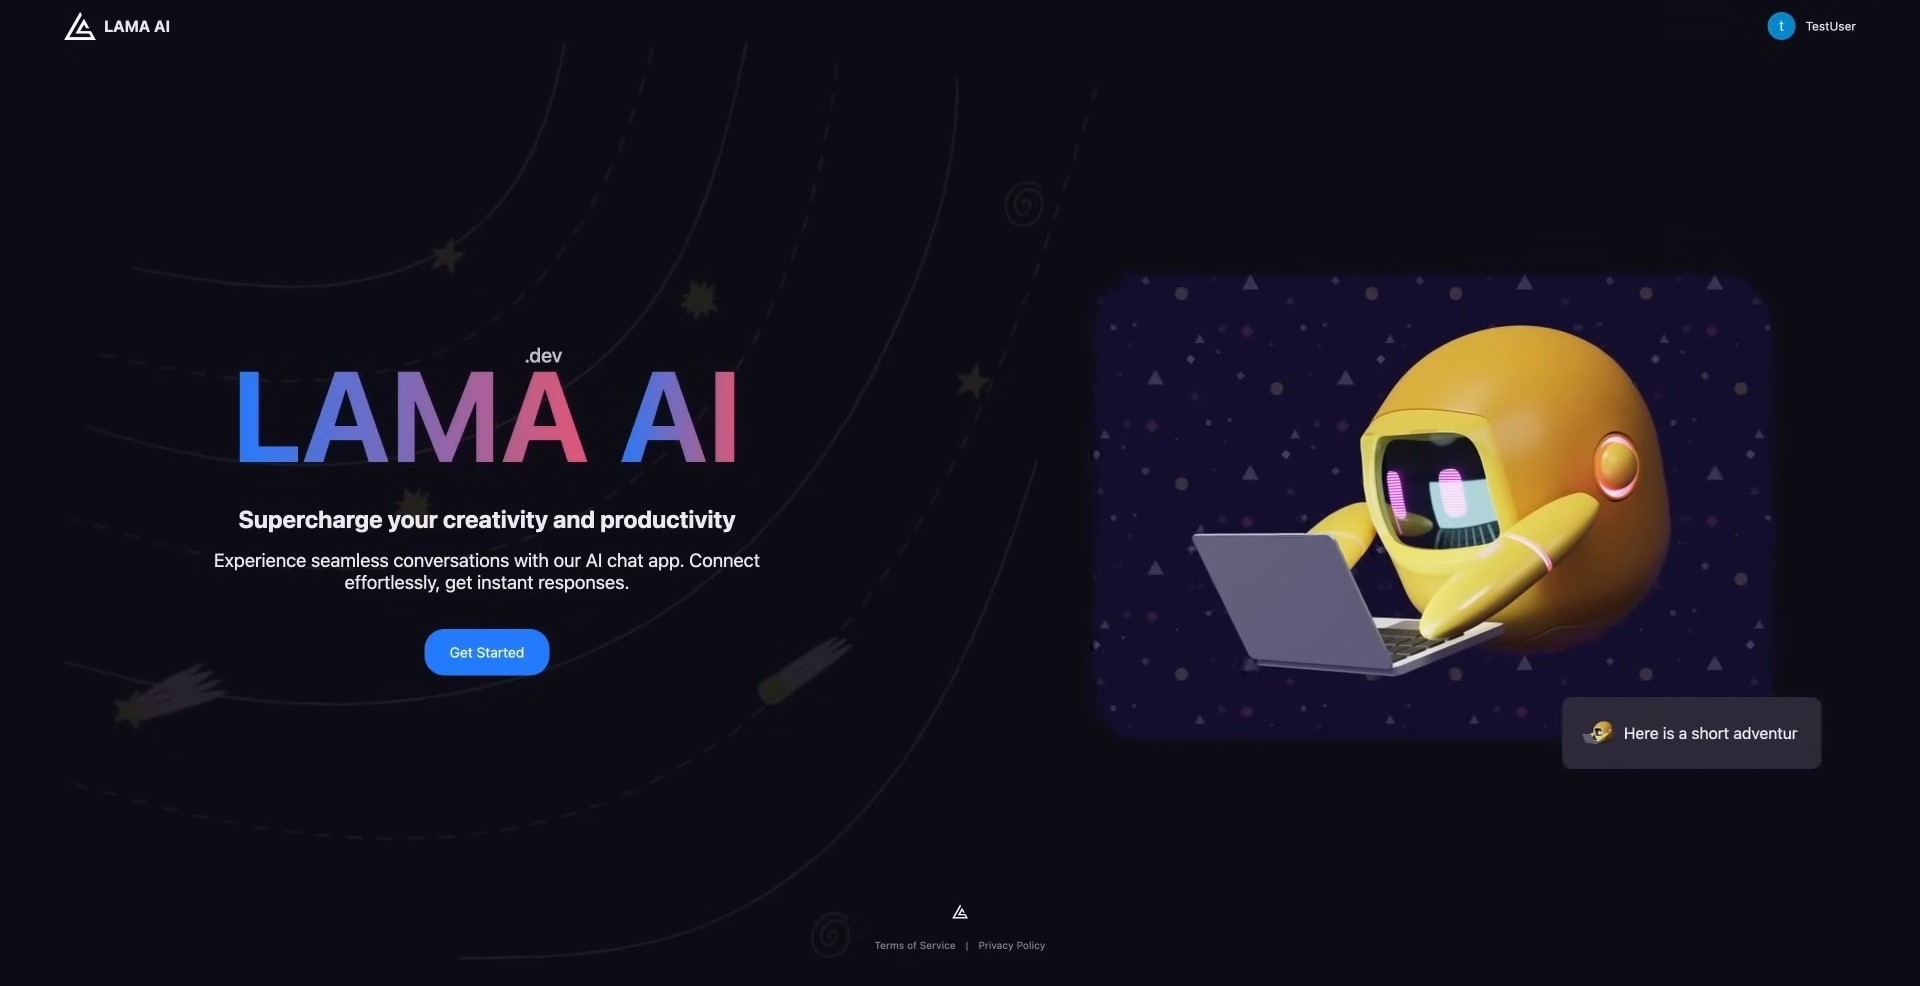 LAMA AI
t TestUser
.dev
LAMA AI
Supercharge your creativity and productivity
Experience seamless conversations with our AI chat app. Connect
effortlessly, get instant responses.
Get Started
Here is a short adventur
Terms of Service | Privacy Policy